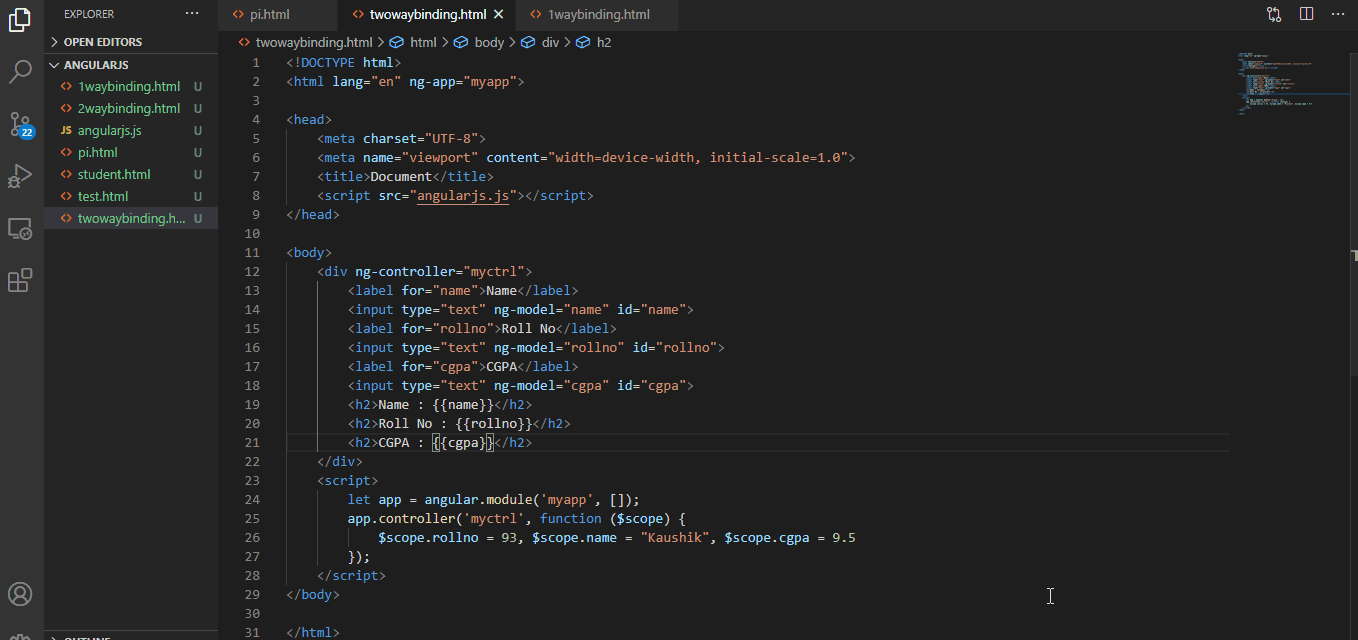 EXPLORER ...
OPEN EDITORS
ANGULARJS
1waybinding.html U
2waybinding.html U
JS angularjs.js U
pi.html U
student.html U
test.html U
twowaybinding.h... U
22
pi.html
twowaybinding.html
1waybinding.html
twowaybinding.html > html > body > div > h2
1 <!DOCTYPE html>
2 <html lang="en" ng-app="myapp">
3
4 <head>
5 <meta charset="UTF-8">
6 <meta name="viewport" content="width=device-width, initial-scale=1.0">
7 <title>Document</title>
8 <script src="angularjs.js"></script>
9 </head>
10
11 <body>
12 <div ng-controller="myctrl">
13 <label for="name">Name</label>
14 <input type="text" ng-model="name" id="name">
15 <label for="rollno">Roll No</label>
16 <input type="text" ng-model="rollno" id="rollno">
17 <label for="cgpa">CGPA</label>
18 <input type="text" ng-model="cgpa" id="cgpa">
19 <h2>Name : {{name}}</h2>
20 <h2>Roll No : {{rollno}}</h2>
21 <h2>CGPA : {{cgpa}}</h2>
22 </div>
23 <script>
24 let app = angular.module('myapp', []);
25 app.controller('myctrl', function ($scope) {
26 $scope.rollno = 93, $scope.name = "Kaushik", $scope.cgpa = 9.5
27 });
28 </script>
29 </body>
30
31 </html>
OUTLINE